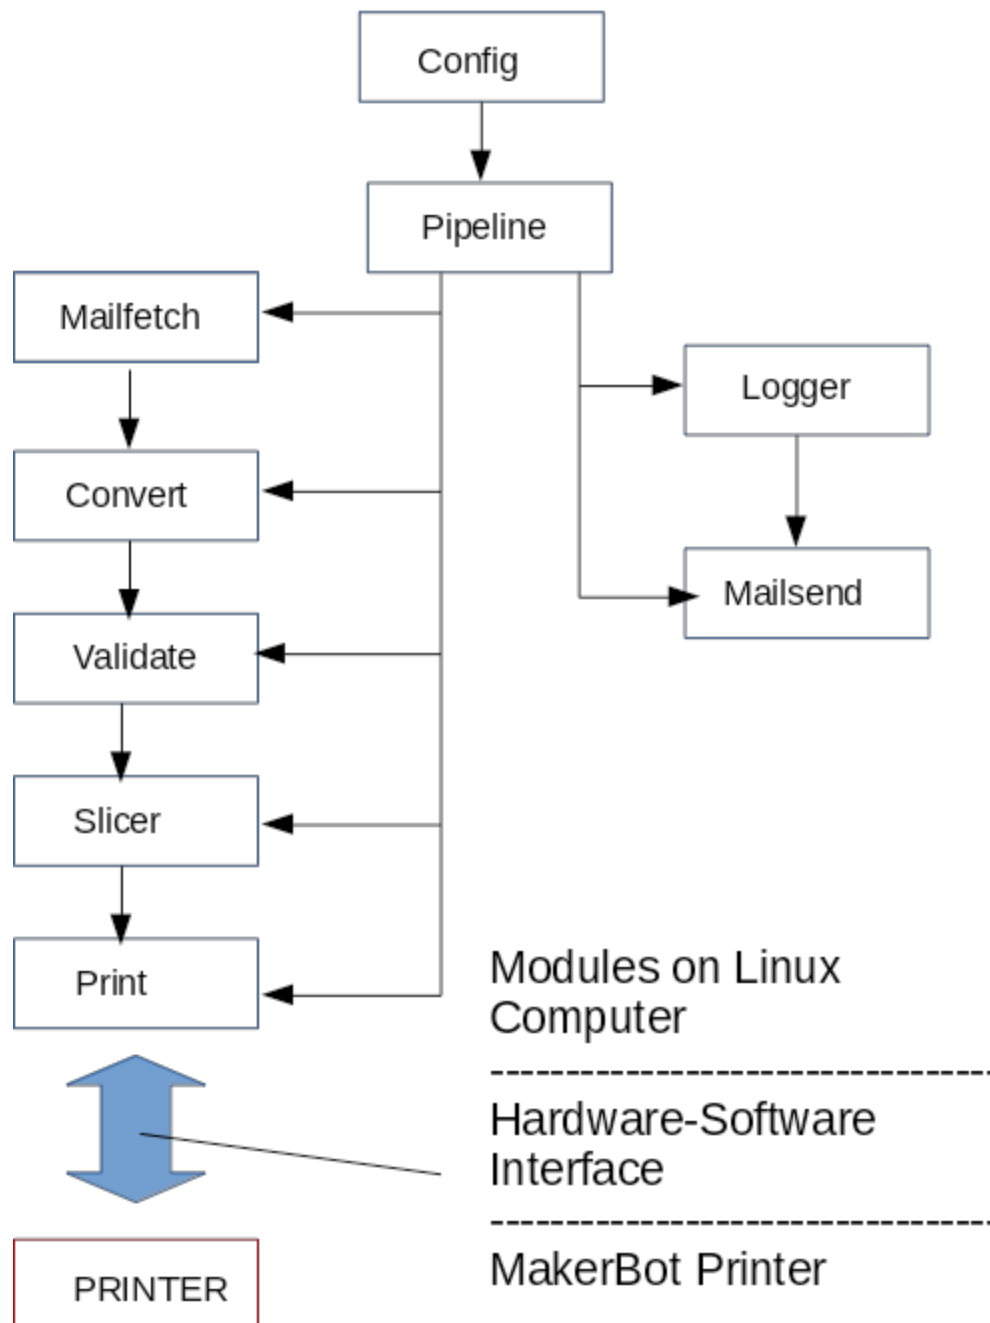 Config
Pipeline
Mailfetch
Logger
Convert
Mailsend
Validate
Slicer
Print
Modules on Linux
Computer
Hardware-Software
Interface
PRINTER
MakerBot Printer